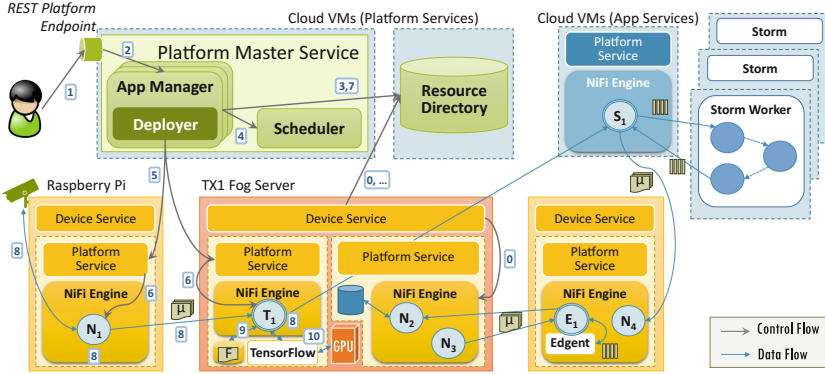 REST Platform
Endpoint
Cloud VMs (Platform Services)
Cloud VMs (App Services)
1
2
Platform Master Service
App Manager
Deployer
3,7
4
Scheduler
Resource
Directory
Platform
Service
NiFi Engine
S1
Storm
Storm
Storm Worker
μ
5
0, ...
Raspberry Pi
TX1 Fog Server
Device Service
Platform
Service
NiFi Engine
N1
8
6
8
μ
8
Device Service
Platform
Service
6
NiFi Engine
T1
8
9
10
F
TensorFlow
GPU
Platform Service
0
NiFi Engine
N2
N3
μ
Device Service
Platform
Service
NiFi Engine
E1
N4
Edgent
Control Flow
Data Flow